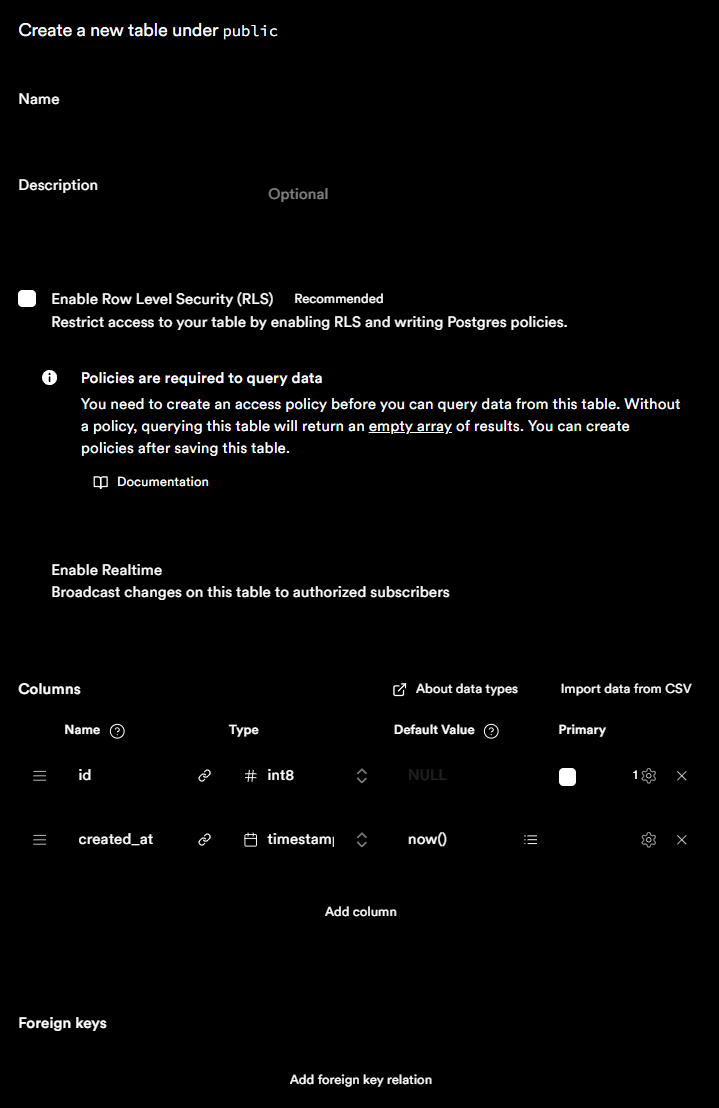 Create a new table under public
Name
Description
Optional
Enable Row Level Security (RLS) Recommended
Restrict access to your table by enabling RLS and writing Postgres policies.
Policies are required to query data
You need to create an access policy before you can query data from this table. Without
a policy, querying this table will return an empty array of results. You can create
policies after saving this table.
Documentation
Enable Realtime
Broadcast changes on this table to authorized subscribers
Columns About data types Import data from CSV
Name Type Default Value Primary
id int8 NULL 1
created_at timestamp now()
Add column
Foreign keys
Add foreign key relation